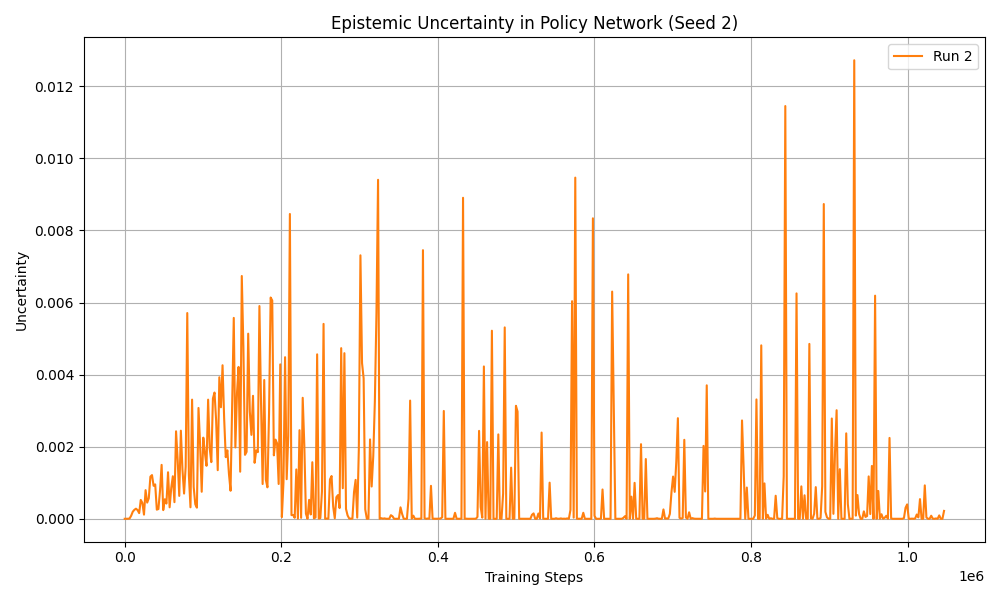 Epistemic Uncertainty in Policy Network (Seed 2)
Run 2
Uncertainty
0.012
0.010
0.008
0.006
0.004
0.002
0.000
0.0
0.2
0.4
0.6
0.8
1.0
1e6
Training Steps